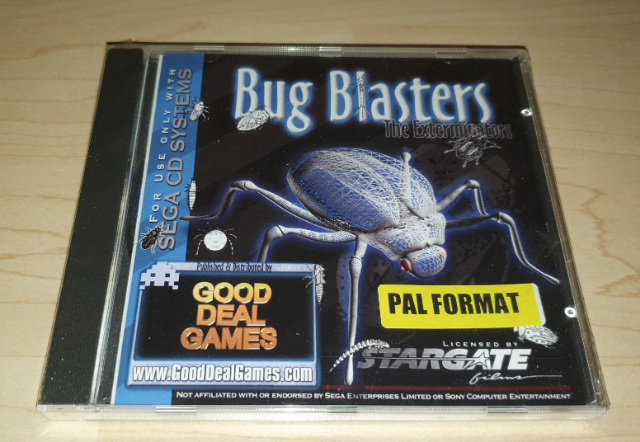 FOR USE ONLY WITH
SEGA CD SYSTEMS
Bug Blasters
The Exterminators
Published & Distributed by
GOOD
DEAL
GAMES
www.GoodDealGames.com
PAL FORMAT
LICENSED BY
STARGATE
films
NOT AFFILIATED WITH OR ENDORSED BY SEGA ENTERPRISES LIMITED OR SONY COMPUTER ENTERTAINMENT